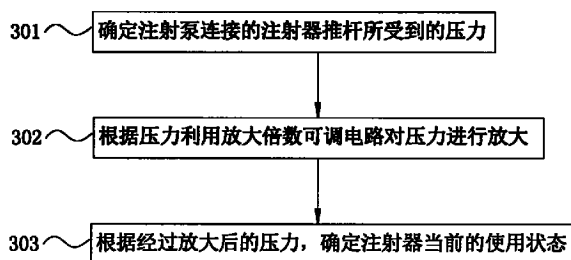 301 确定注射泵连接的注射器推杆所受到的压力
302 根据压力利用放大倍数可调电路对压力进行放大
303 根据经过放大后的压力，确定注射器当前的使用状态